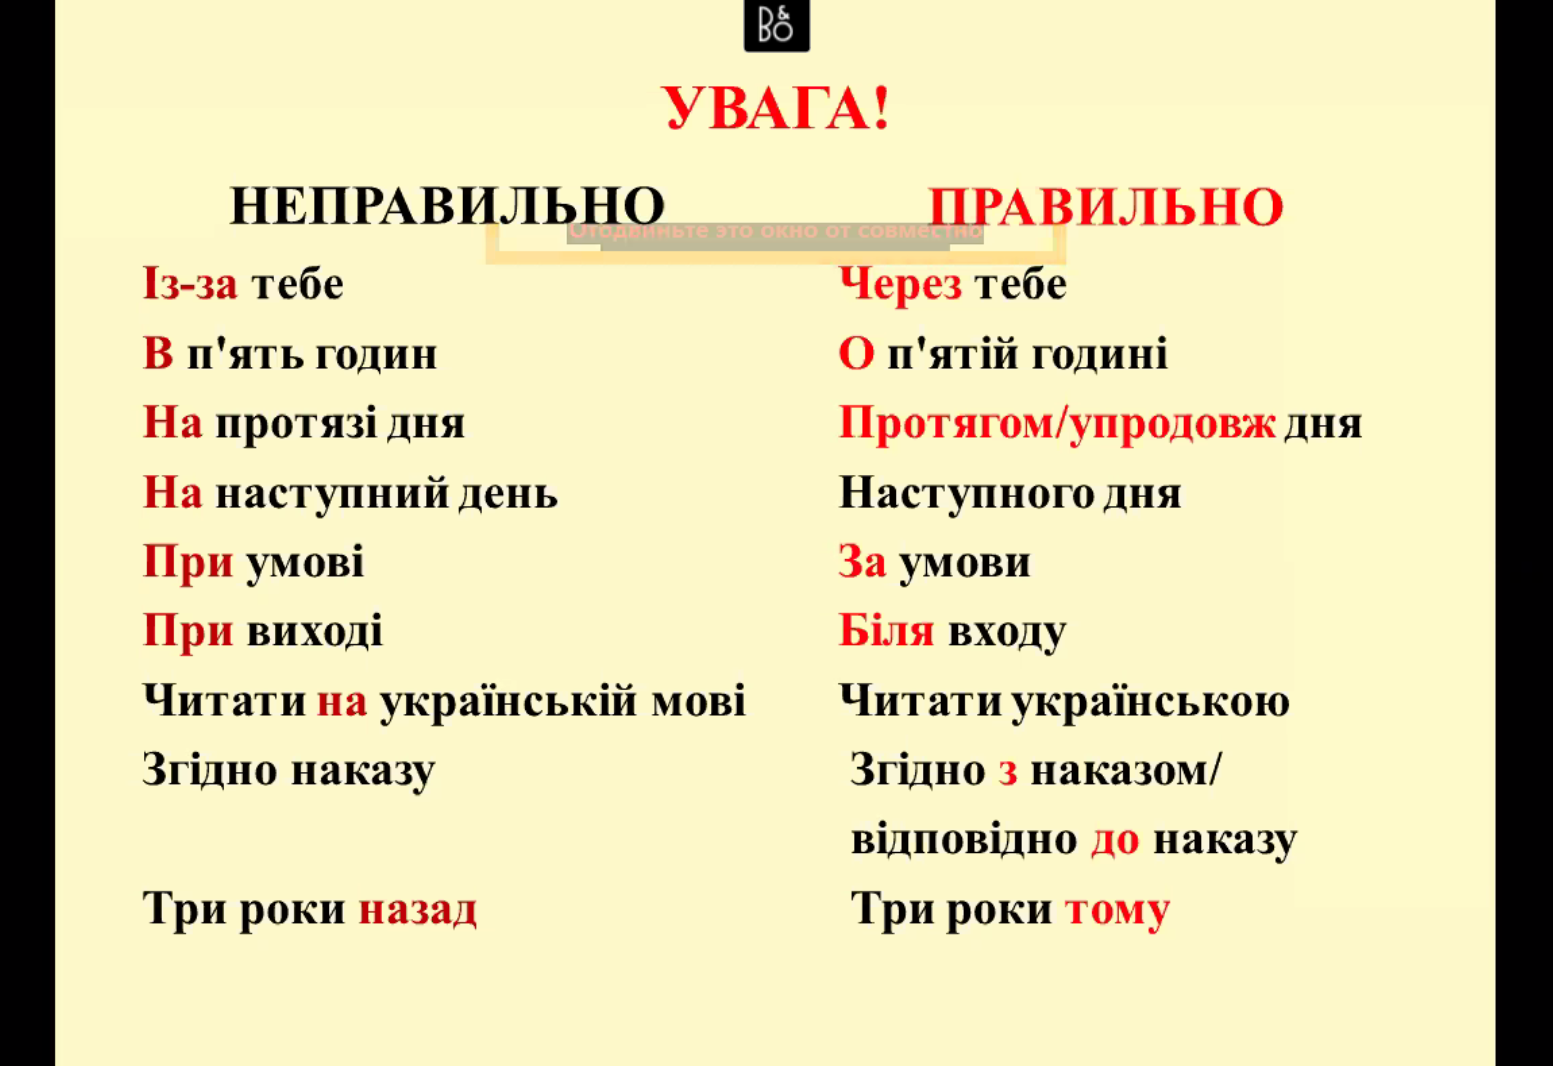 B&O
УВАГА!
НЕПРАВИЛЬНО ПРАВИЛЬНО
Отодвиньте это окно от совместно
Із-за тебе Через тебе
В п'ять годин О п'ятій годині
На протязі дня Протягом/упродовж дня
На наступний день Наступного дня
При умові За умови
При виході Біля входу
Читати на українській мові Читати українською
Згідно наказу Згідно з наказом/
відповідно до наказу
Три роки назад Три роки тому